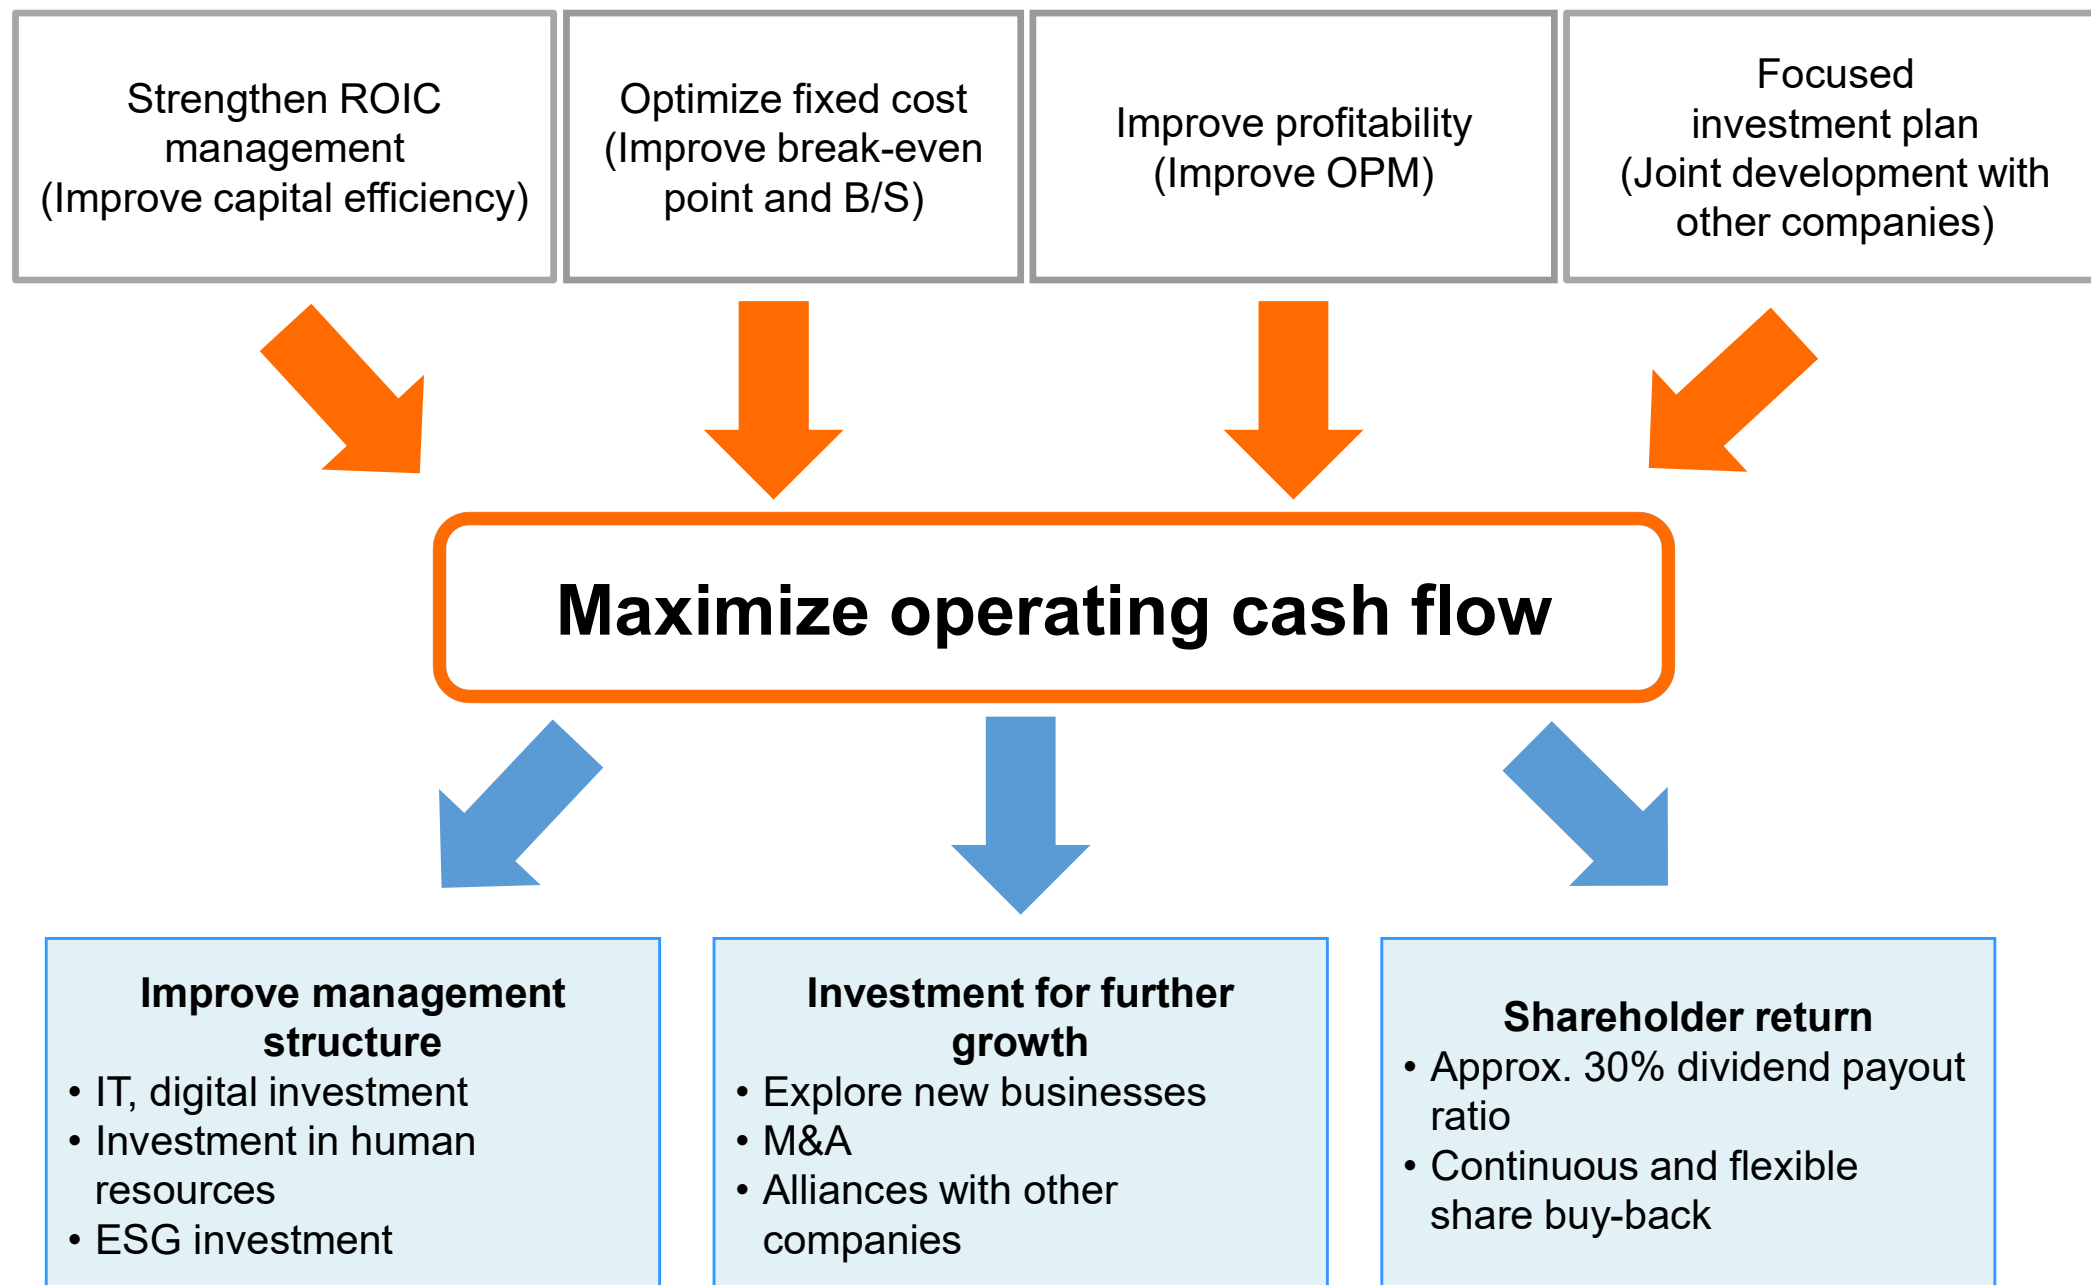 Strengthen ROIC
management
(Improve capital efficiency)
Optimize fixed cost
(Improve break-even
point and B/S)
Improve profitability
(Improve OPM)
Focused
investment plan
(Joint development with
other companies)
Maximize operating cash flow
Improve management
structure
• IT, digital investment
• Investment in human
resources
• ESG investment
Investment for further
growth
• Explore new businesses
• M&A
• Alliances with other
companies
Shareholder return
• Approx. 30% dividend payout
ratio
• Continuous and flexible
share buy-back